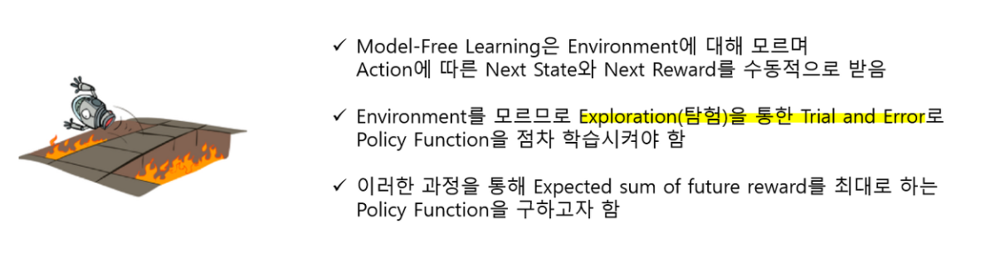 ✓ Model-Free Learning은 Environment에 대해 모르며
Action에 따른 Next State와 Next Reward를 수동적으로 받음
✓ Environment를 모르므로 Exploration(탐험)을 통한 Trial and Error로
Policy Function을 점차 학습시켜야 함
✓ 이러한 과정을 통해 Expected sum of future reward를 최대로 하는
Policy Function을 구하고자 함